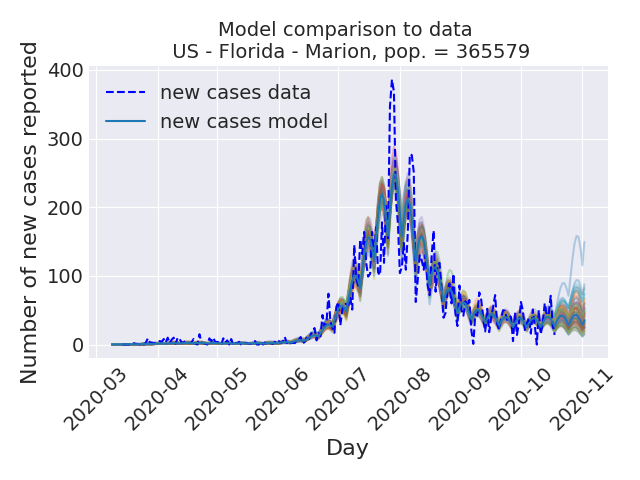 Model comparison to data
US - Florida - Marion, pop. = 365579
Number of new cases reported
400
300
200
100
0
new cases data
new cases model
2020-03
2020-04
2020-05
2020-06
2020-07
2020-08
2020-09
2020-10
2020-11
Day